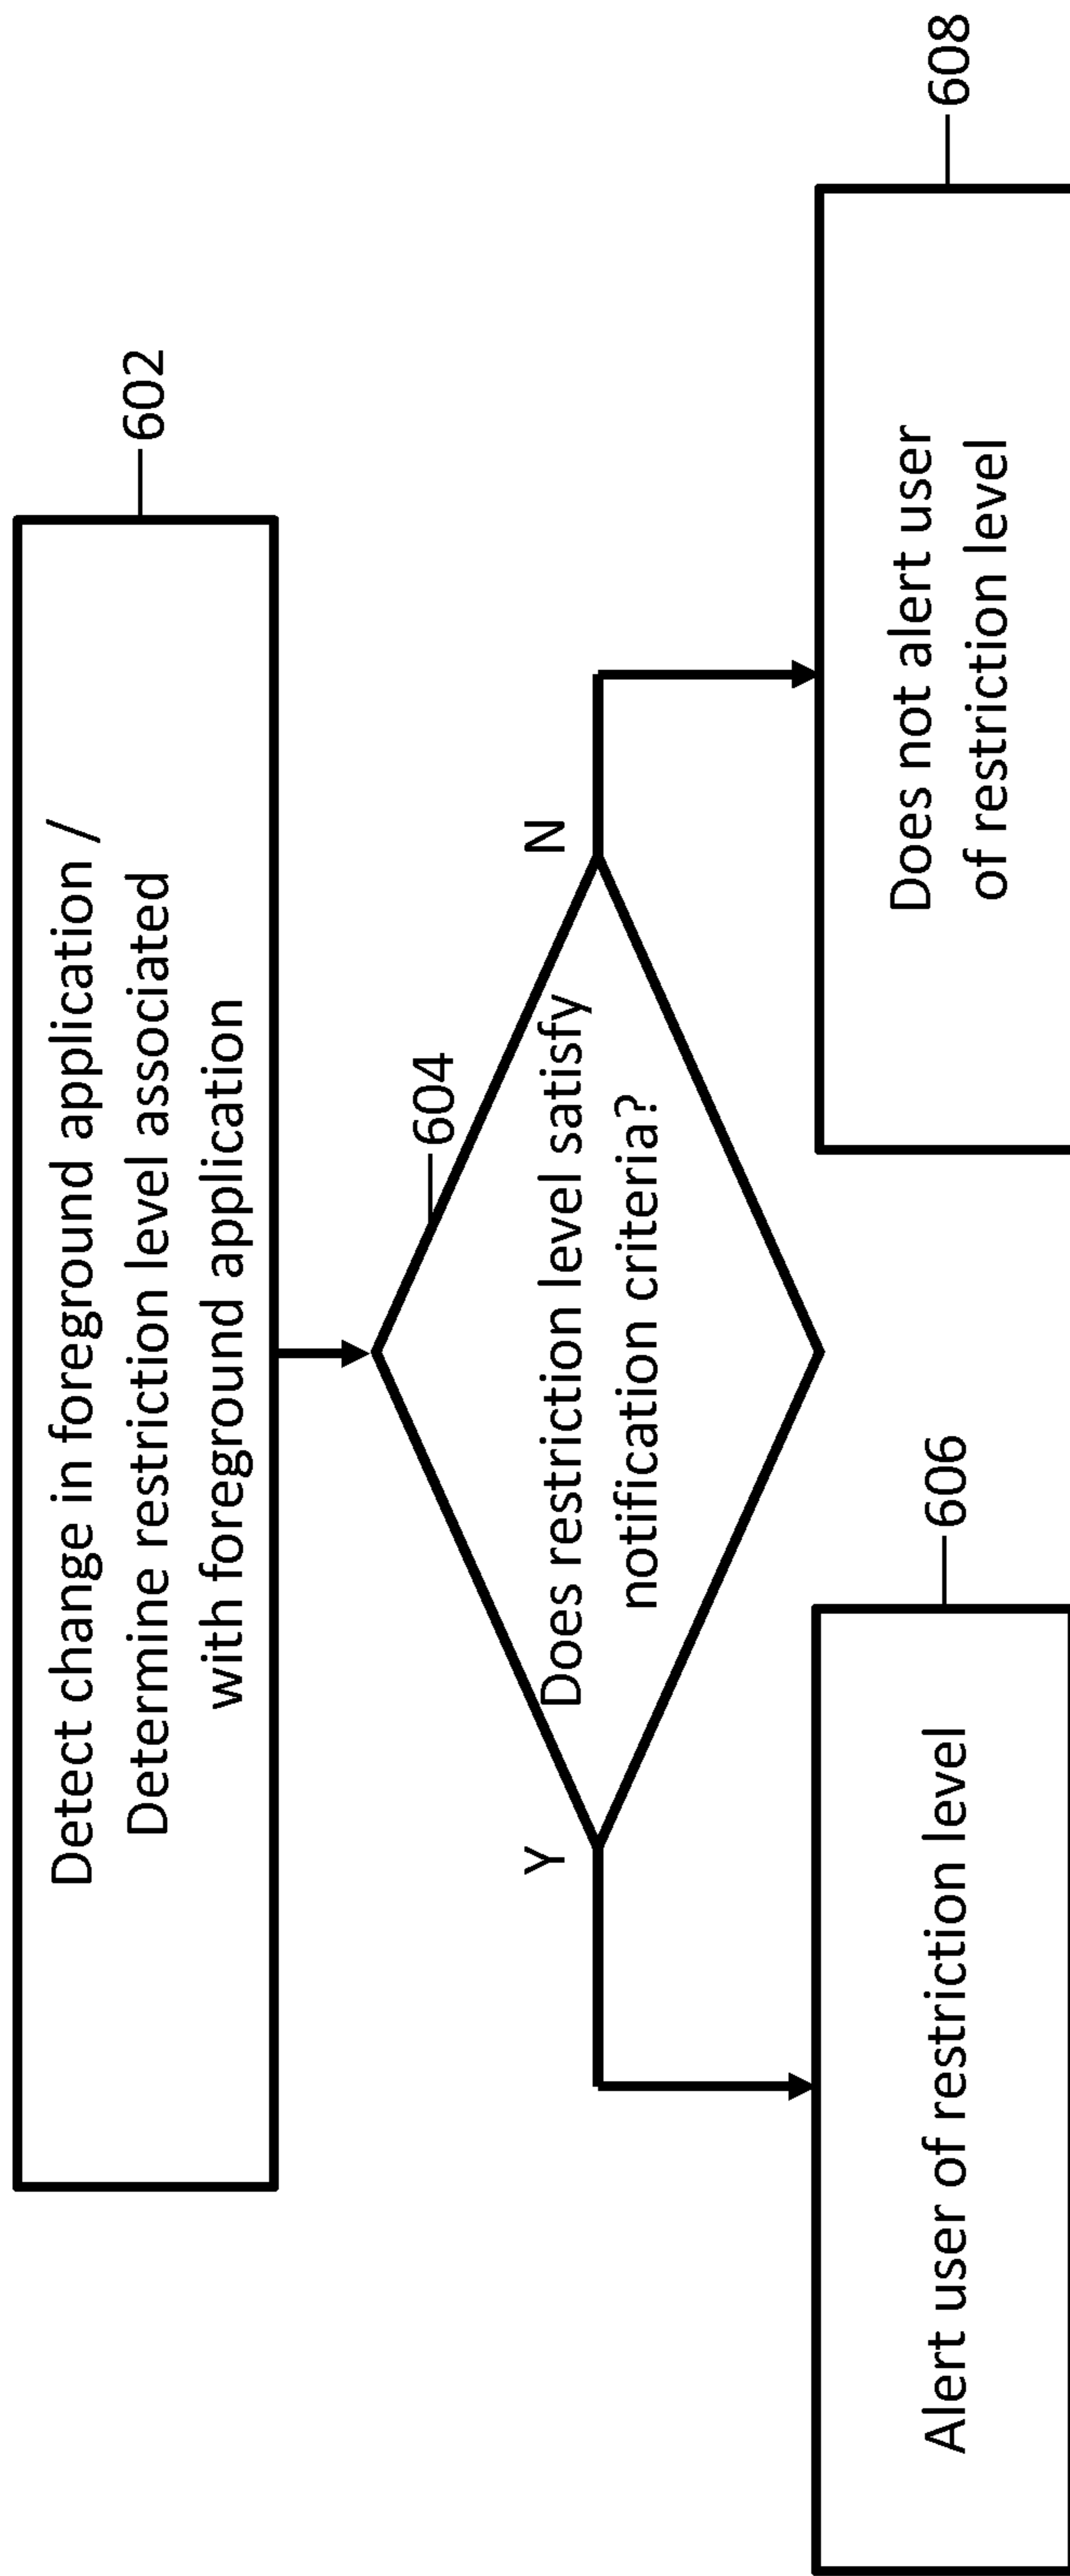 Detect change in foreground application /
Determine restriction level associated
with foreground application
602
604
Does restriction level satisfy
notification criteria?
Y
N
Alert user of restriction level
606
Does not alert user
of restriction level
608